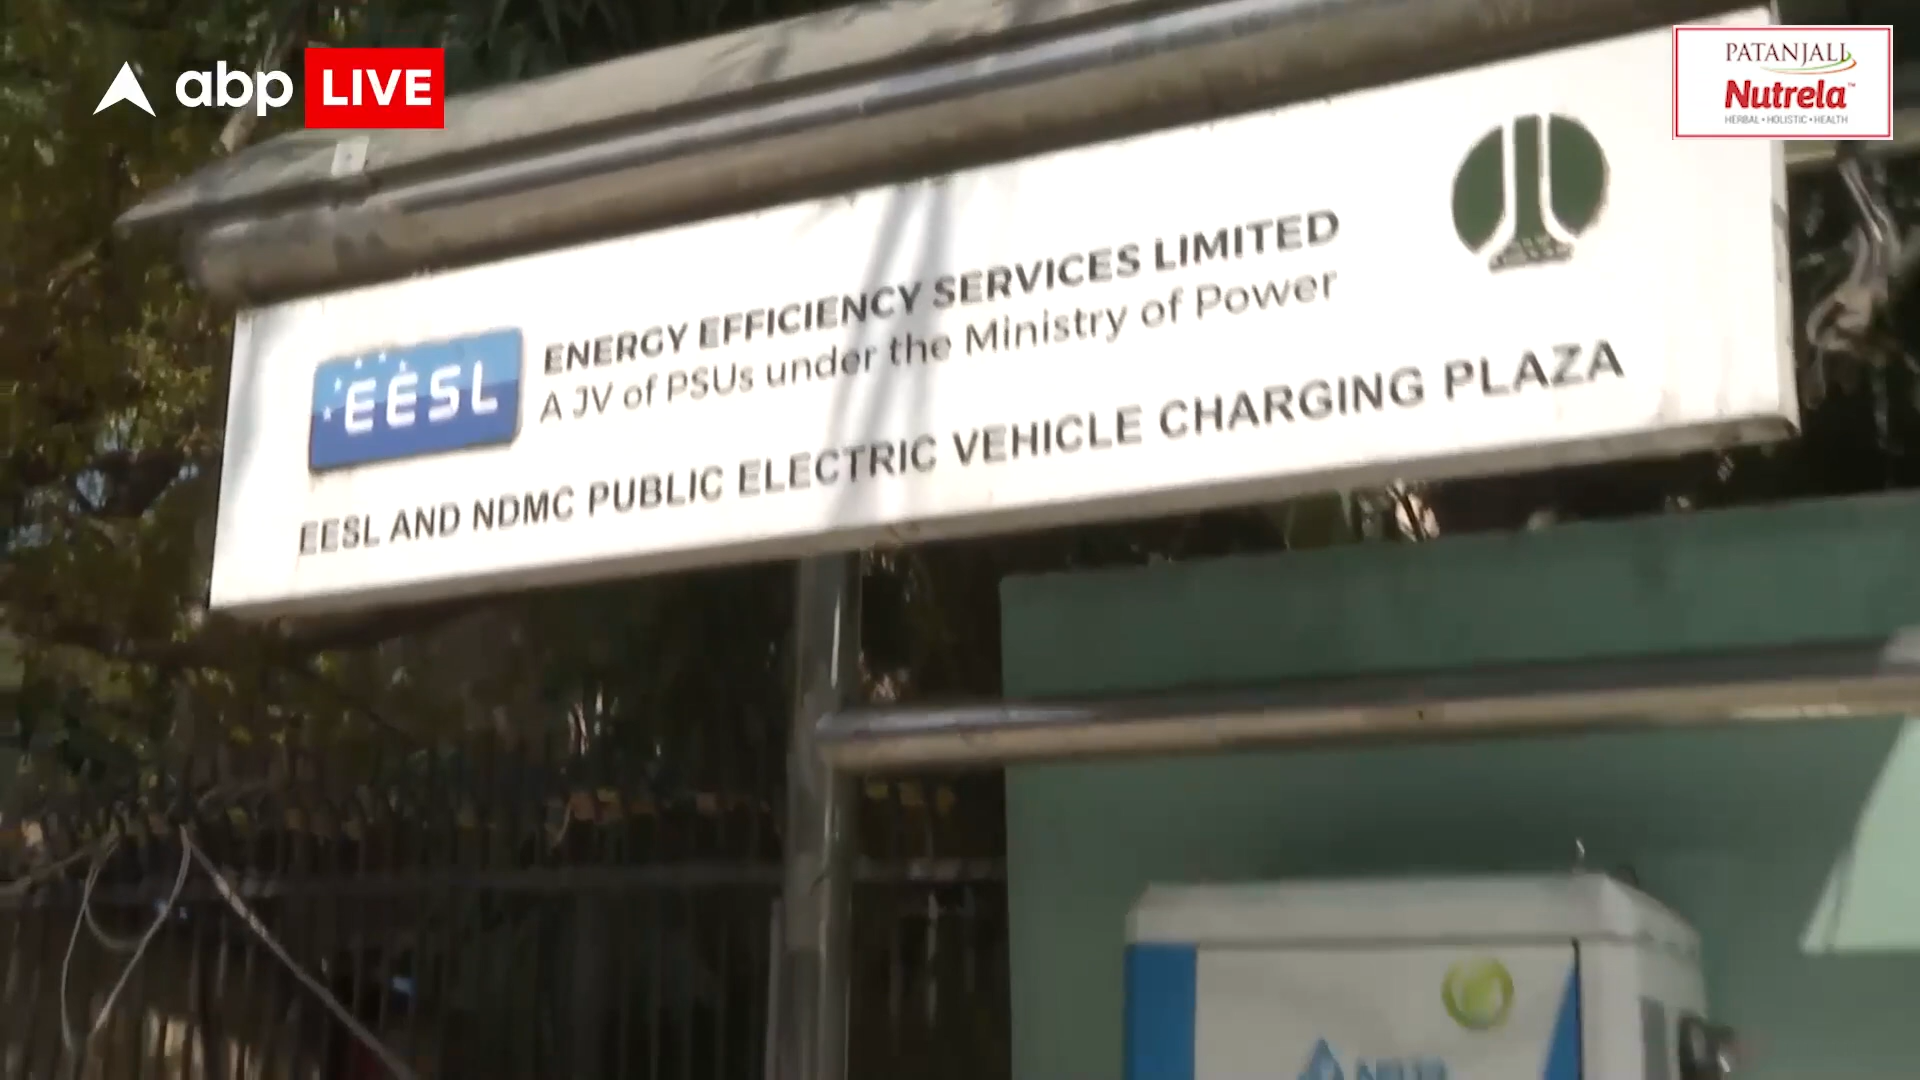 abp LIVE
PATANJALI
Nutrela™
HERBAL • HOLISTIC • HEALTH
EESL
ENERGY EFFICIENCY SERVICES LIMITED
A JV of PSUs under the Ministry of Power
EESL AND NDMC PUBLIC ELECTRIC VEHICLE CHARGING PLAZA